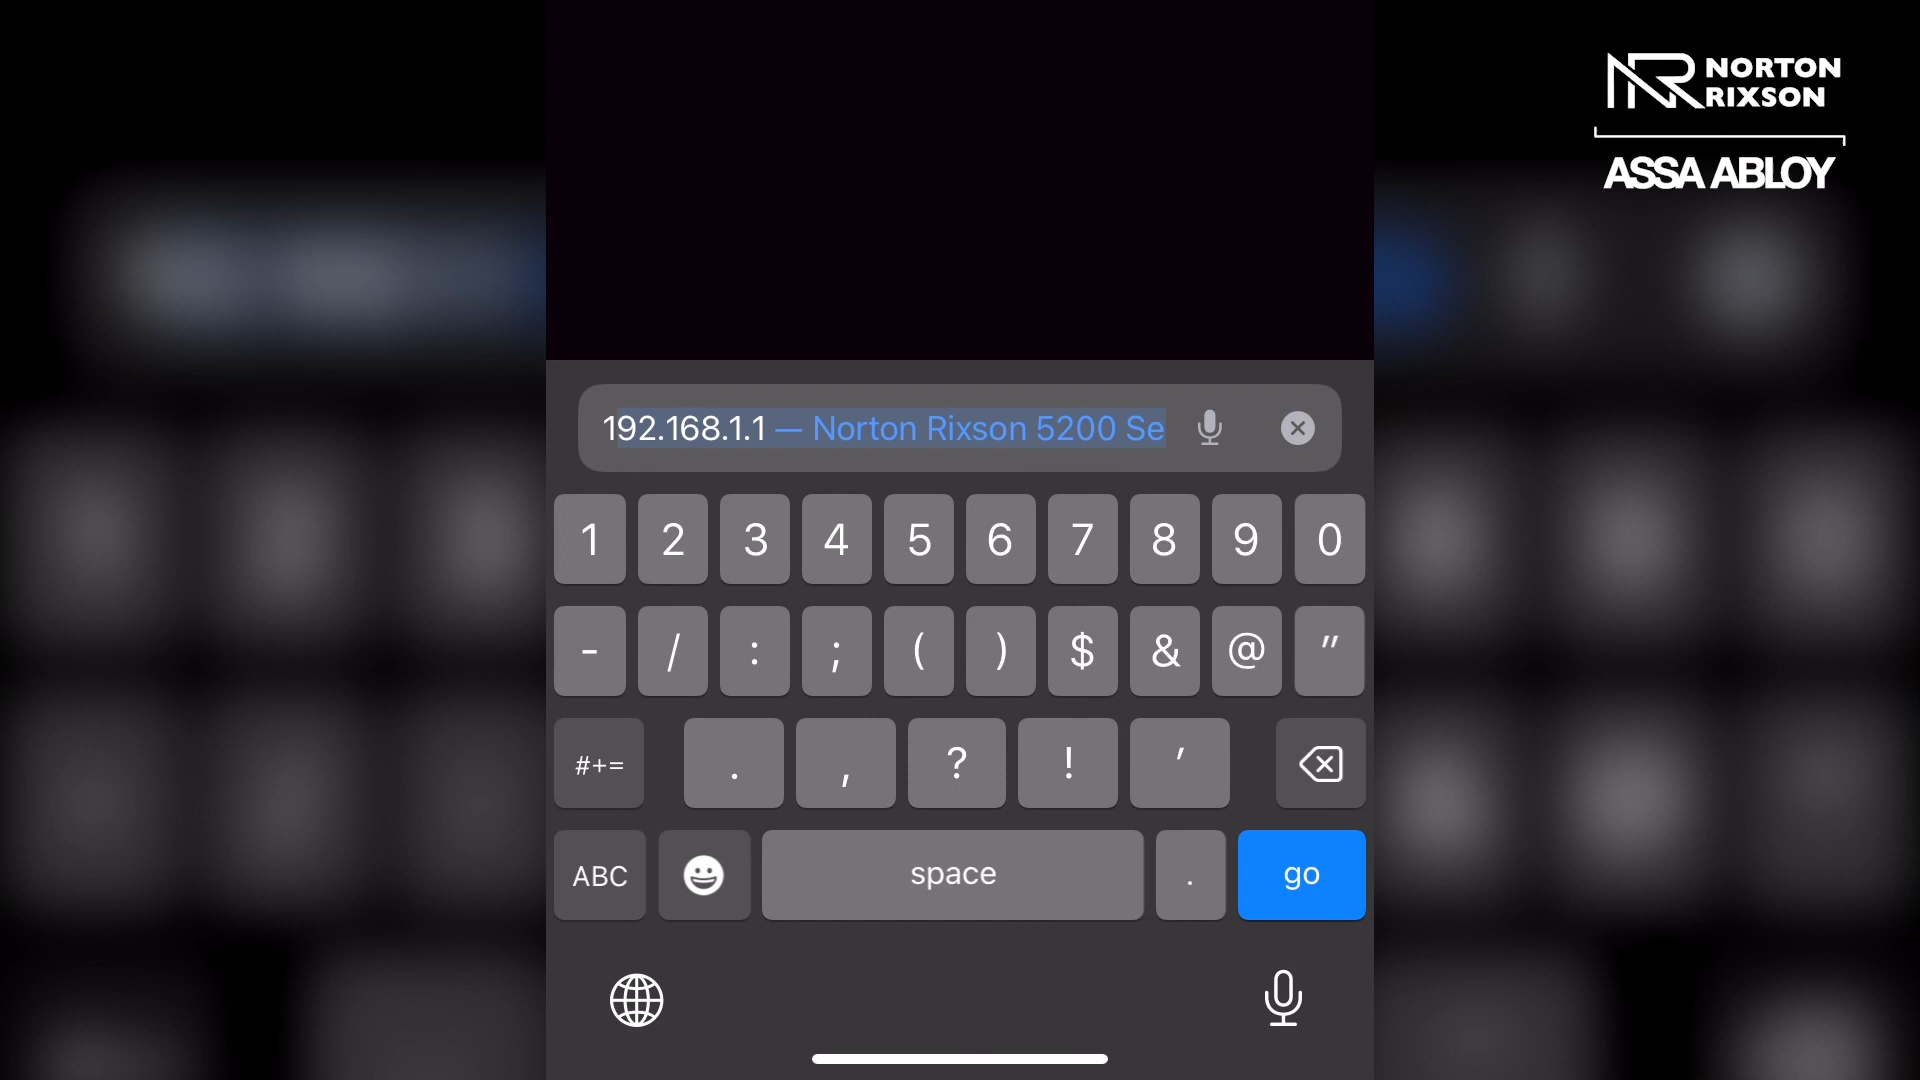 NORTON
RIXSON
ASSA ABLOY
192.168.1.1 — Norton Rixson 5200 Se
1 2 3 4 5 6 7 8 9 0
- / : ; ( ) $ & @ "
#+= . , ? ! '
ABC space . go